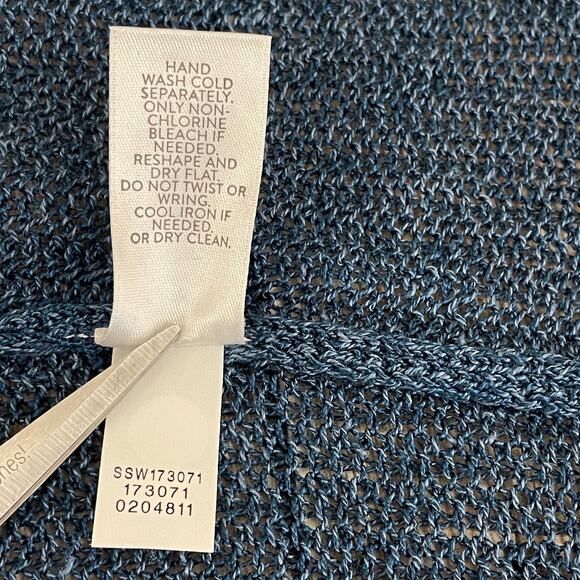 HAND
WASH COLD
SEPARATELY.
ONLY NON-
CHLORINE
BLEACH IF
NEEDED.
RESHAPE AND
DRY FLAT.
DO NOT TWIST OR
WRING.
COOL IRON IF
NEEDED.
OR DRY CLEAN.
SSW173071
173071
0204811